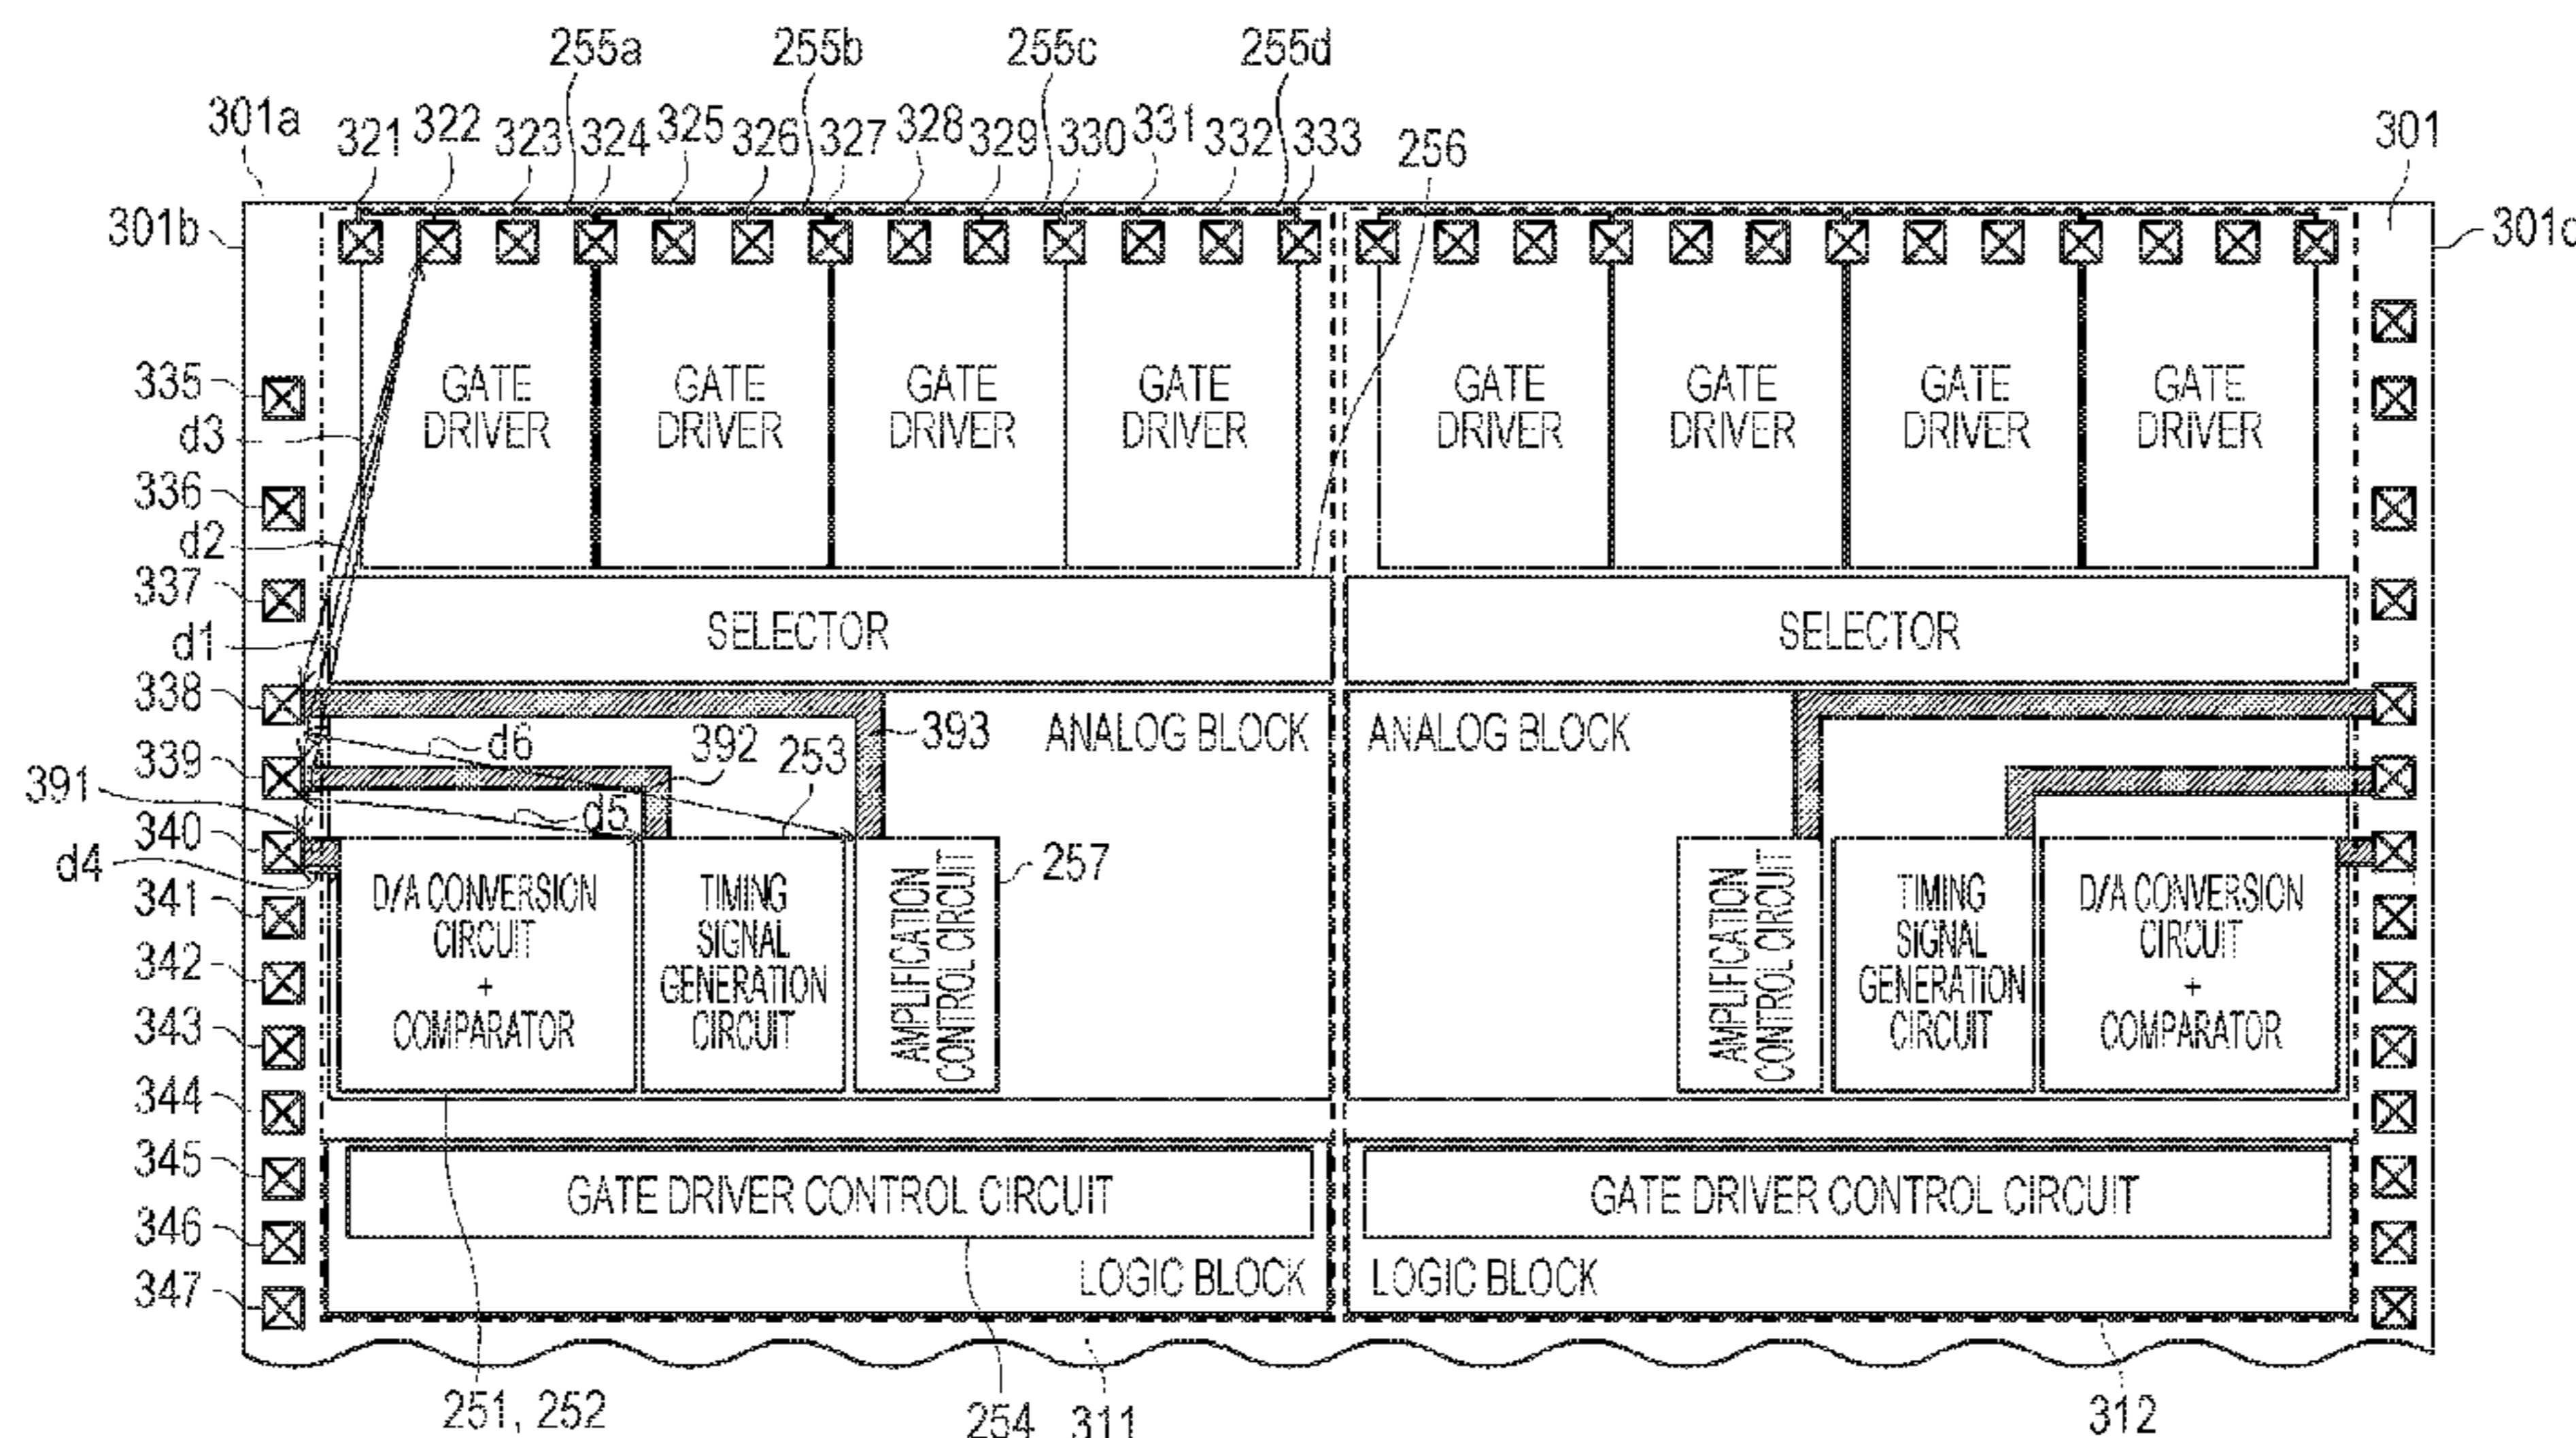 255a 255b 255c 255d
301a 321 322 323 324 325 326 327 328 329 330 331 332 333 256 301
301b 301c
335
d3
336
d2
337
d1
338
339
391
340
d4
341
342
343
344
345
346
347
GATE DRIVER
GATE DRIVER
GATE DRIVER
GATE DRIVER
GATE DRIVER
GATE DRIVER
GATE DRIVER
GATE DRIVER
SELECTOR
SELECTOR
d6 392 253 393
ANALOG BLOCK
ANALOG BLOCK
d5
257
D/A CONVERSION
CIRCUIT
+
COMPARATOR
TIMING
SIGNAL
GENERATION
CIRCUIT
AMPLIFICATION
CONTROL CIRCUIT
AMPLIFICATION
CONTROL CIRCUIT
TIMING
SIGNAL
GENERATION
CIRCUIT
D/A CONVERSION
CIRCUIT
+
COMPARATOR
GATE DRIVER CONTROL CIRCUIT
GATE DRIVER CONTROL CIRCUIT
LOGIC BLOCK
LOGIC BLOCK
251, 252 254 311 312